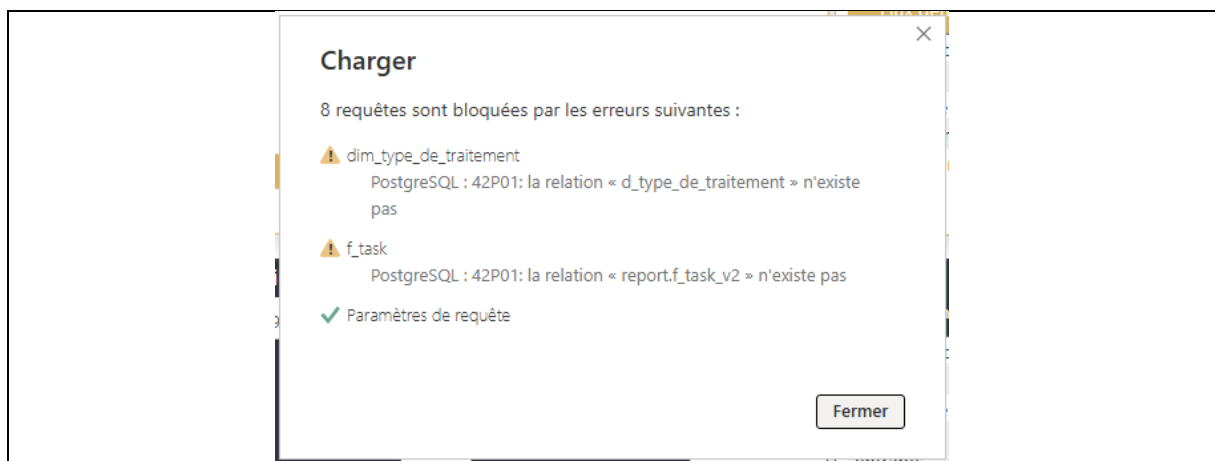 Charger
8 requêtes sont bloquées par les erreurs suivantes :
dim_type_de_traitement
PostgreSQL : 42P01: la relation « d_type_de_traitement » n'existe
pas
f_task
PostgreSQL : 42P01: la relation « report.f_task_v2 » n'existe pas
Paramètres de requête
Fermer